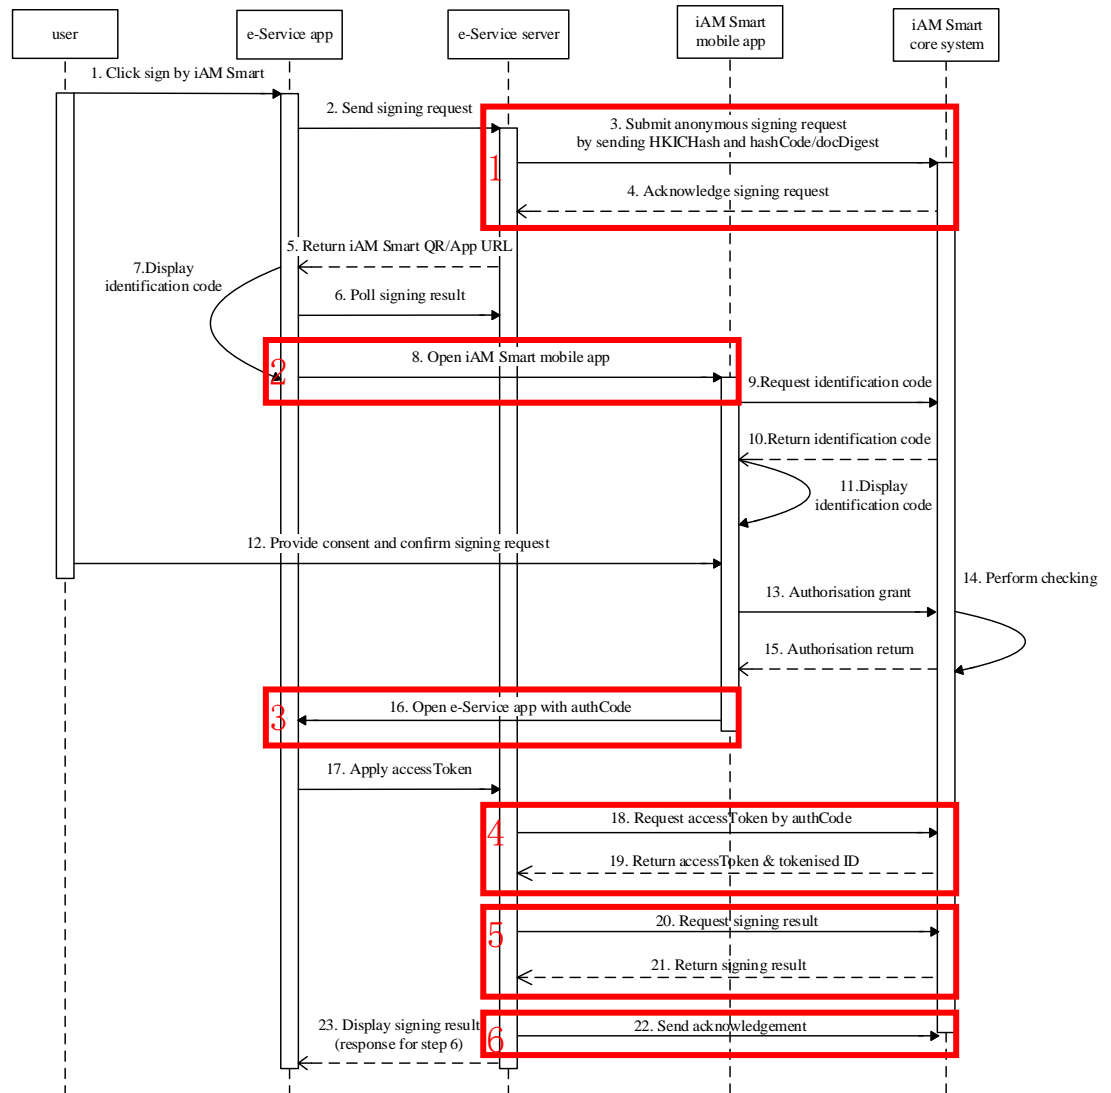 user
e-Service app
e-Service server
iAM Smart
mobile app
iAM Smart
core system
1. Click sign by iAM Smart
2. Send signing request
3. Submit anonymous signing request
by sending HKICHash and hashCode/docDigest
1
4. Acknowledge signing request
5. Return iAM Smart QR/App URL
7.Display
identification code
6. Poll signing result
2
8. Open iAM Smart mobile app
9.Request identification code
10.Return identification code
11.Display
identification code
12. Provide consent and confirm signing request
14. Perform checking
13. Authorisation grant
15. Authorisation return
3
16. Open e-Service app with authCode
17. Apply accessToken
4
18. Request accessToken by authCode
19. Return accessToken & tokenised ID
5
20. Request signing result
21. Return signing result
6
22. Send acknowledgement
23. Display signing result
(response for step 6)